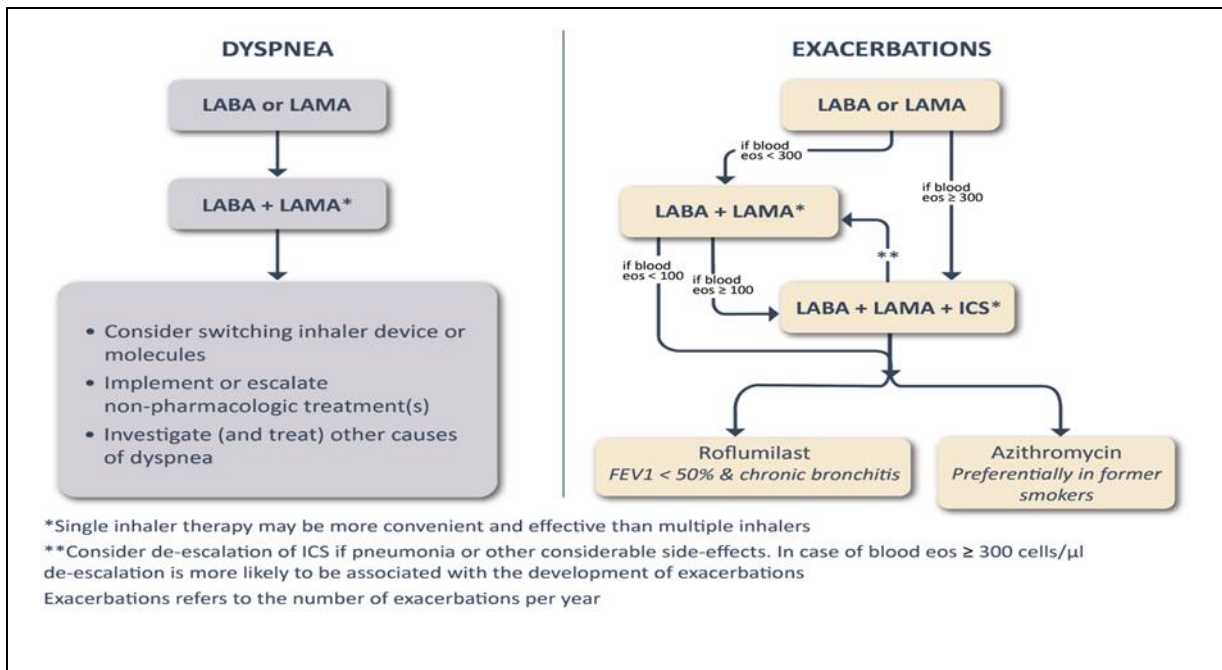 DYSPNEA
LABA or LAMA
LABA + LAMA*
• Consider switching inhaler device or
molecules
• Implement or escalate
non-pharmacologic treatment(s)
• Investigate (and treat) other causes
of dyspnea
EXACERBATIONS
LABA or LAMA
if blood
eos < 300
if blood
eos ≥ 300
LABA + LAMA*
**
if blood
eos < 100
if blood
eos ≥ 100
LABA + LAMA + ICS*
Roflumilast
FEV1 < 50% & chronic bronchitis
Azithromycin
Preferentially in former
smokers
*Single inhaler therapy may be more convenient and effective than multiple inhalers
**Consider de-escalation of ICS if pneumonia or other considerable side-effects. In case of blood eos ≥ 300 cells/µl
de-escalation is more likely to be associated with the development of exacerbations
Exacerbations refers to the number of exacerbations per year